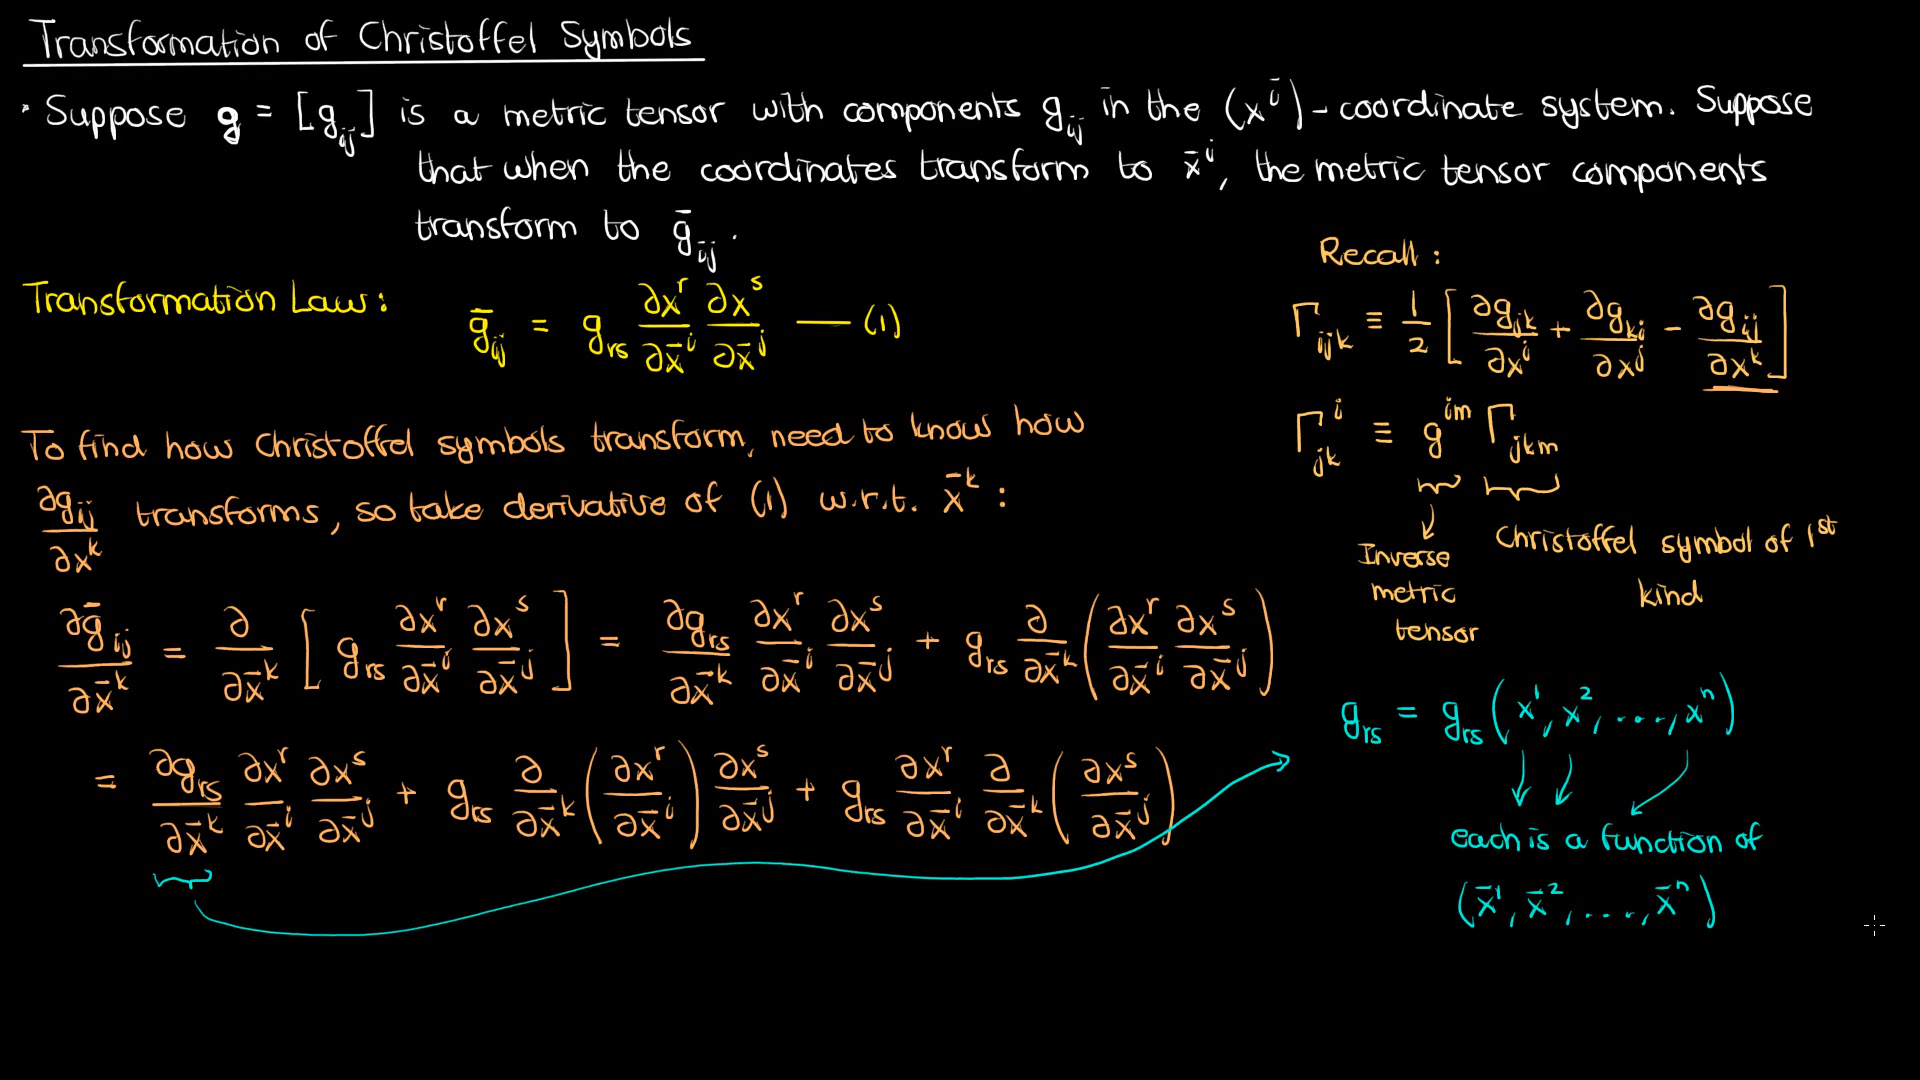 Transformation of Christoffel Symbols
· Suppose g = [g_ij] is a metric tensor with components g_ij in the (x^i)-coordinate system. Suppose
that when the coordinates transform to x̄^i, the metric tensor components
transform to ḡ_ij.
Transformation Law: ḡ_ij = g_rs ∂x^r/∂x̄^i ∂x^s/∂x̄^j — (1)
To find how Christoffel symbols transform, need to know how
∂g_ij/∂x^k transforms, so take derivative of (1) w.r.t. x̄^k :
∂ḡ_ij/∂x̄^k = ∂/∂x̄^k [ g_rs ∂x^r/∂x̄^i ∂x^s/∂x̄^j ] = ∂g_rs/∂x̄^k ∂x^r/∂x̄^i ∂x^s/∂x̄^j + g_rs ∂/∂x̄^k ( ∂x^r/∂x̄^i ∂x^s/∂x̄^j )
= ∂g_rs/∂x̄^k ∂x^r/∂x̄^i ∂x^s/∂x̄^j + g_rs ∂/∂x̄^k ( ∂x^r/∂x̄^i ) ∂x^s/∂x̄^j + g_rs ∂x^r/∂x̄^i ∂/∂x̄^k ( ∂x^s/∂x̄^j )
Recall :
Γ_ijk ≡ 1/2 [ ∂g_jk/∂x^i + ∂g_ki/∂x^j − ∂g_ij/∂x^k ]
Γ^i_jk ≡ g^im Γ_jkm
Inverse
metric
tensor
Christoffel symbol of 1st
kind
g_rs = g_rs (x^1, x^2, ...., x^n)
each is a function of
(x̄^1, x̄^2, ...., x̄^n)